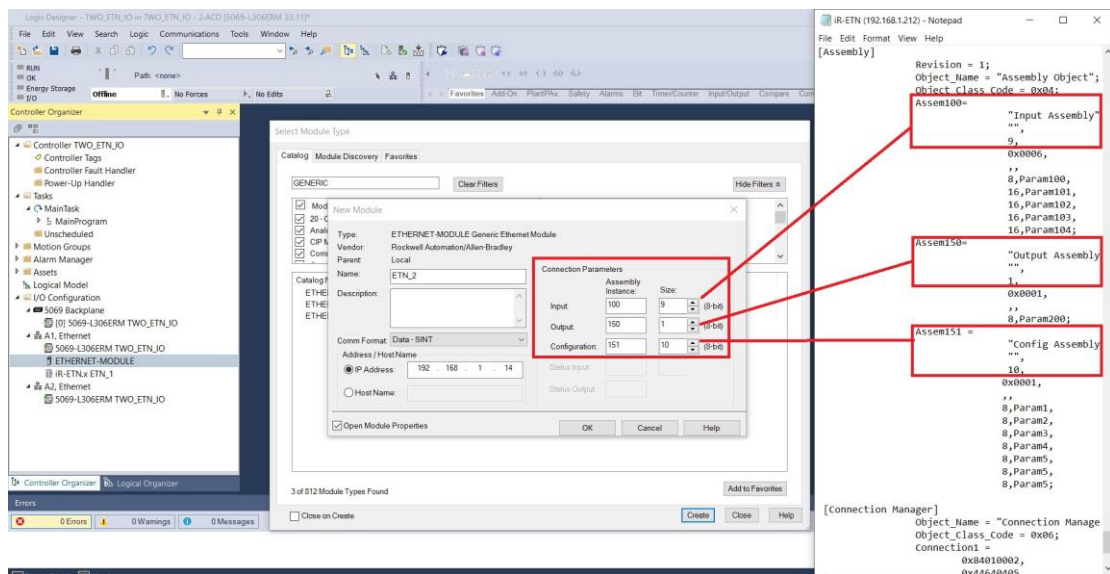 Logix Designer - TWO_ETN_IO in TWO_ETN_IO - 2.ACD [5069-L306ERM 33.11]*
File Edit View Search Logic Communications Tools Window Help
RUN
OK
Energy Storage
I/O
Path: <none>
Offline
No Forces
No Edits
Favorites Add-On PlantPAx Safety Alarms Bit Timer/Counter Input/Output Compare
Controller Organizer
Controller TWO_ETN_IO
Controller Tags
Controller Fault Handler
Power-Up Handler
Tasks
MainTask
MainProgram
Unscheduled
Motion Groups
Alarm Manager
Assets
Logical Model
I/O Configuration
5069 Backplane
[0] 5069-L306ERM TWO_ETN_IO
A1, Ethernet
5069-L306ERM TWO_ETN_IO
ETHERNET-MODULE
iR-ETN.x ETN_1
A2, Ethernet
5069-L306ERM TWO_ETN_IO
Controller Organizer Logical Organizer
Errors
0 Errors 0 Warnings 0 Messages
Select Module Type
Catalog Module Discovery Favorites
GENERIC
Clear Filters
Hide Filters
Mod
20 - C
Analo
CIP M
Comm
Catalog N
ETHE
ETHE
ETHE
3 of 812 Module Types Found
Add to Favorites
Close on Create
Create Close Help
New Module
Type: ETHERNET-MODULE Generic Ethernet Module
Vendor: Rockwell Automation/Allen-Bradley
Parent: Local
Name: ETN_2
Description:
Comm Format: Data - SINT
Address / Host Name
IP Address: 192 . 168 . 1 . 14
Host Name:
Connection Parameters
Assembly
Instance: Size:
Input: 100 9 (8-bit)
Output: 150 1 (8-bit)
Configuration: 151 10 (8-bit)
Status Input:
Status Output:
Open Module Properties
OK Cancel Help
iR-ETN (192.168.1.212) - Notepad
File Edit Format View Help
[Assembly]
Revision = 1;
Object_Name = "Assembly Object";
Object_Class_Code = 0x04;
Assem100=
"Input Assembly"
"",
9,
0x0006,
,,
8,Param100,
16,Param101,
16,Param102,
16,Param103,
16,Param104;
Assem150=
"Output Assembly
"",
1,
0x0001,
,,
8,Param200;
Assem151 =
"Config Assembly
"",
10,
0x0001,
,,
8,Param1,
8,Param2,
8,Param3,
8,Param4,
8,Param5,
8,Param5,
8,Param5;
[Connection Manager]
Object_Name = "Connection Manage
Object_Class_Code = 0x06;
Connection1 =
0x84010002,
0x44640405,